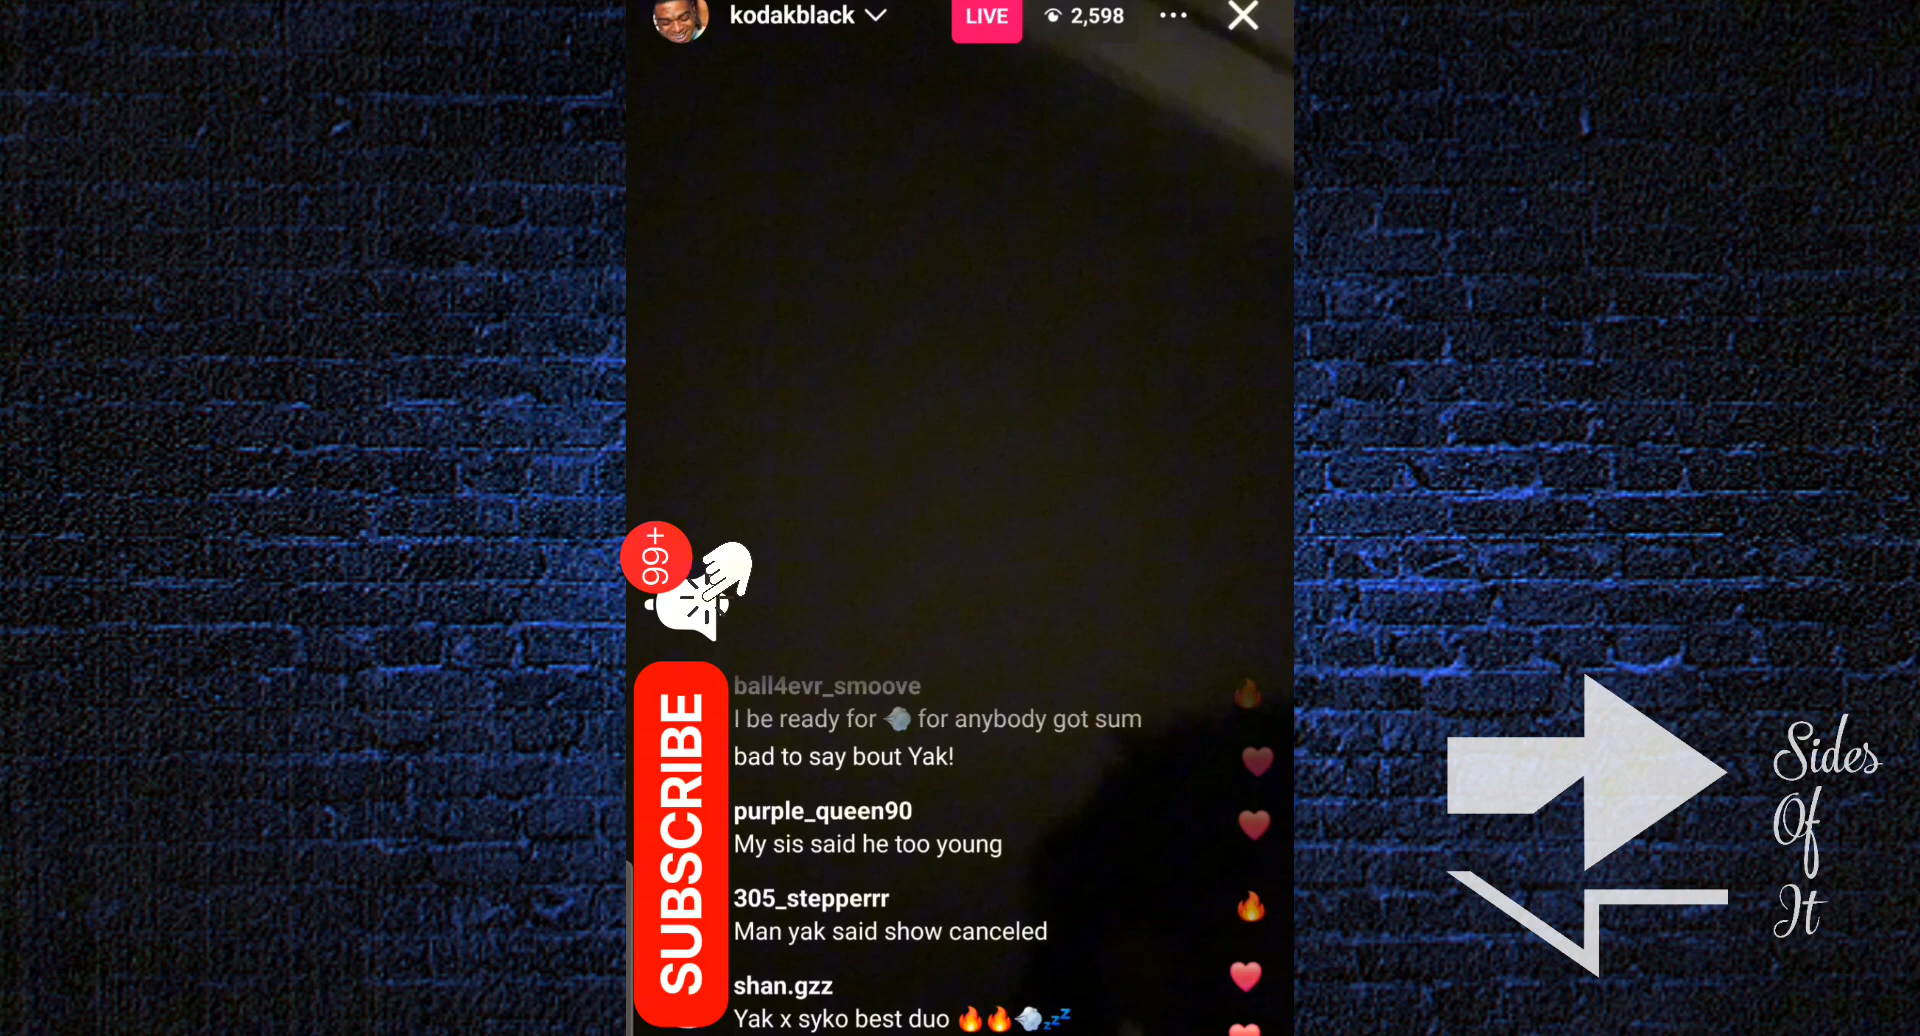 kodakblack
LIVE
2,598
99+
SUBSCRIBE
ball4evr_smoove
I be ready for 💨 for anybody got sum
bad to say bout Yak!
purple_queen90
My sis said he too young
305_stepperrr
Man yak said show canceled
shan.gzz
Yak x syko best duo 🔥🔥💨💤
Sides
Of
It